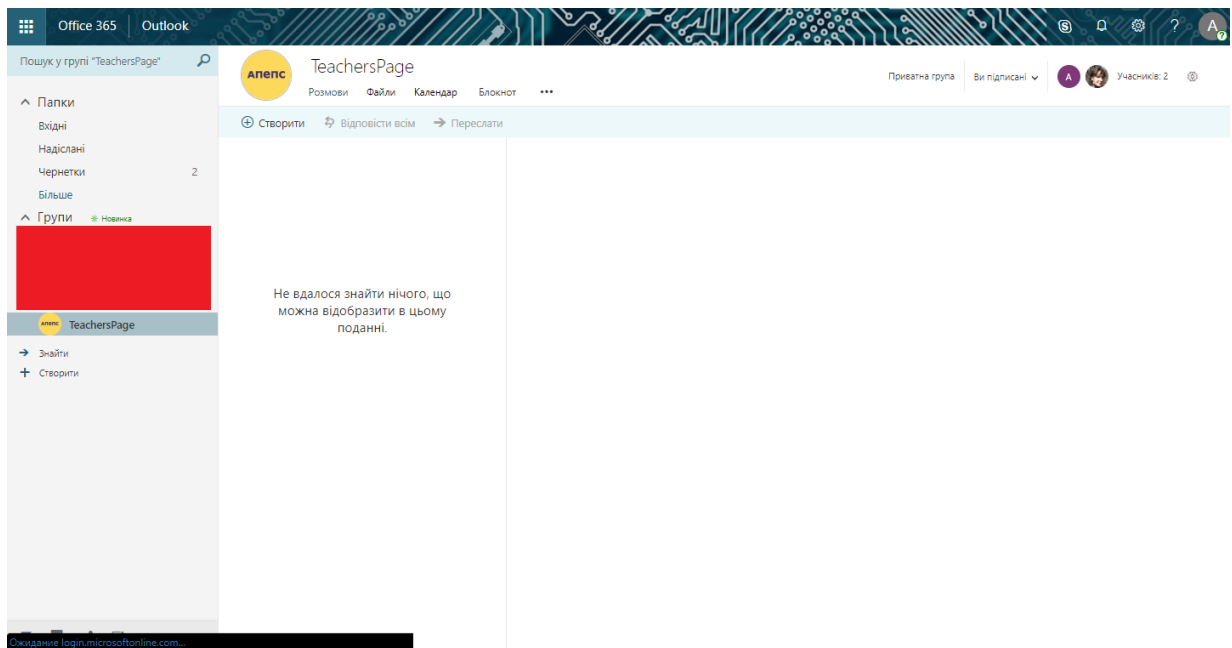 Office 365 Outlook S ? A
Пошук у групі "TeachersPage"
апепс TeachersPage
Розмови Файли Календар Блокнот •••
Приватна група Ви підписані A Учасників: 2
Створити Відповісти всім Переслати
Папки
Вхідні
Надіслані
Чернетки 2
Більше
Групи Новинка
апепс TeachersPage
Знайти
Створити
Не вдалося знайти нічого, що
можна відобразити в цьому
поданні.
Ожидание login.microsoftonline.com...